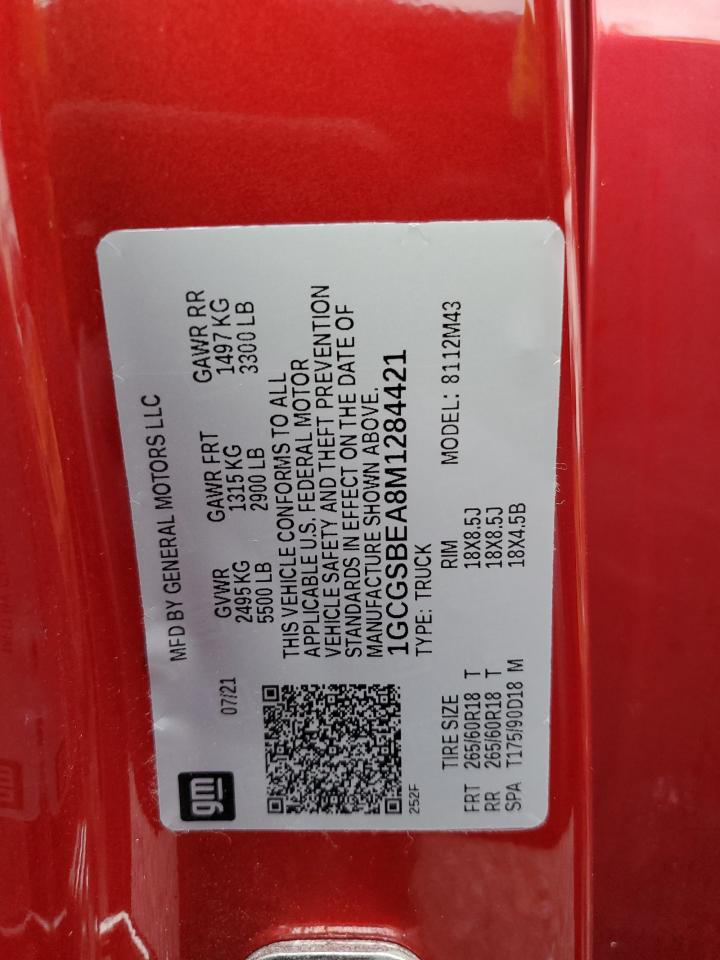 gm
07/21
MFD BY GENERAL MOTORS LLC
GVWR GAWR FRT GAWR RR
2495 KG 1315 KG 1497 KG
5500 LB 2900 LB 3300 LB
THIS VEHICLE CONFORMS TO ALL
APPLICABLE U.S. FEDERAL MOTOR
VEHICLE SAFETY AND THEFT PREVENTION
STANDARDS IN EFFECT ON THE DATE OF
MANUFACTURE SHOWN ABOVE.
1GCGSBEA8M1284421
252F
TYPE: TRUCK
TIRE SIZE RIM MODEL: 8112M43
FRT 265/60R18 T 18X8.5J
RR 265/60R18 T 18X8.5J
SPA T175/90D18 M 18X4.5B